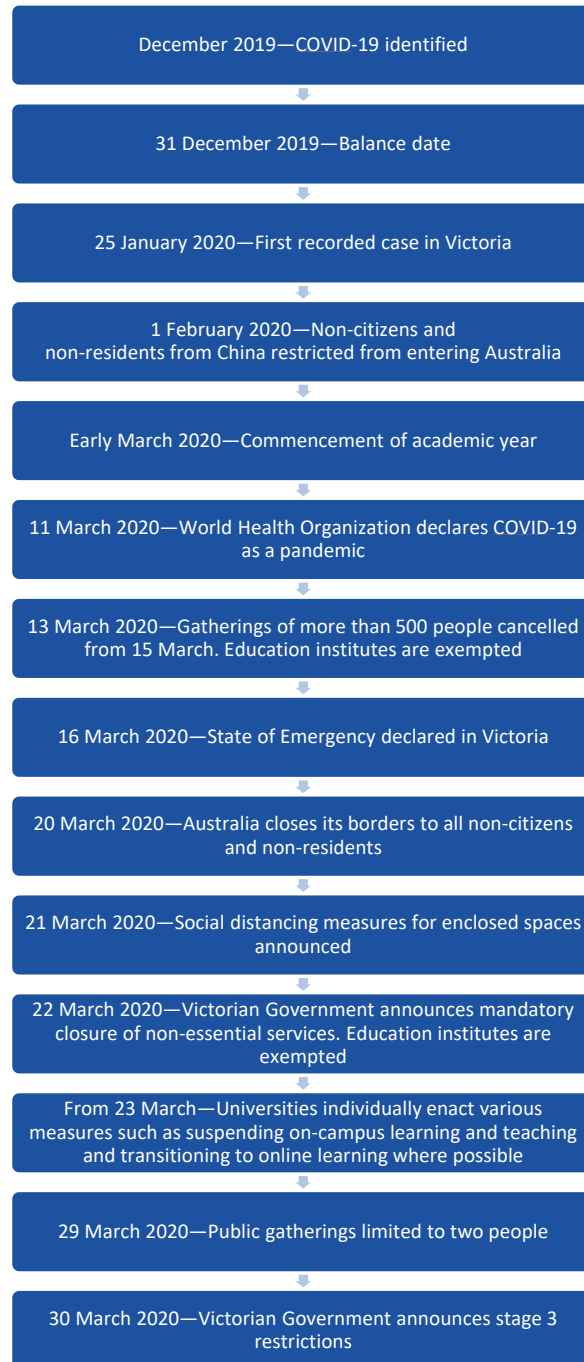 December 2019—COVID-19 identified
31 December 2019—Balance date
25 January 2020—First recorded case in Victoria
1 February 2020—Non-citizens and
non-residents from China restricted from entering Australia
Early March 2020—Commencement of academic year
11 March 2020—World Health Organization declares COVID-19
as a pandemic
13 March 2020—Gatherings of more than 500 people cancelled
from 15 March. Education institutes are exempted
16 March 2020—State of Emergency declared in Victoria
20 March 2020—Australia closes its borders to all non-citizens
and non-residents
21 March 2020—Social distancing measures for enclosed spaces
announced
22 March 2020—Victorian Government announces mandatory
closure of non-essential services. Education institutes are
exempted
From 23 March—Universities individually enact various
measures such as suspending on-campus learning and teaching
and transitioning to online learning where possible
29 March 2020—Public gatherings limited to two people
30 March 2020—Victorian Government announces stage 3
restrictions